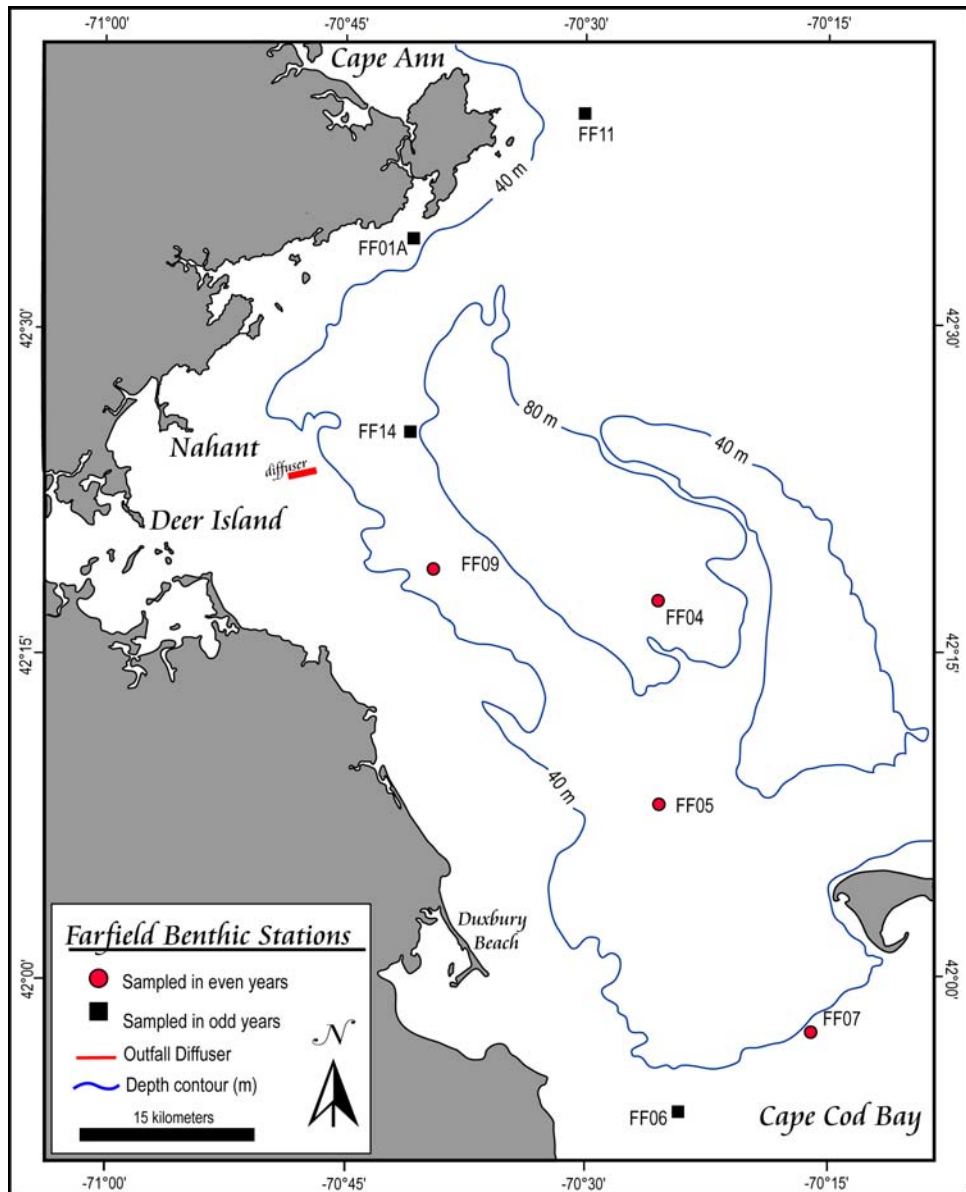 -71°00'
-70°45'
-70°30'
-70°15'
Cape Ann
FF11
40 m
FF01A
42°30'
42°30'
80 m
40 m
FF14
Nahant
diffuser
Deer Island
FF09
FF04
42°15'
42°15'
40 m
FF05
Duxbury
Beach
42°00'
42°00'
FF07
FF06
Cape Cod Bay
Farfield Benthic Stations
Sampled in even years
Sampled in odd years
N
Outfall Diffuser
Depth contour (m)
15 kilometers
-71°00'
-70°45'
-70°30'
-70°15'